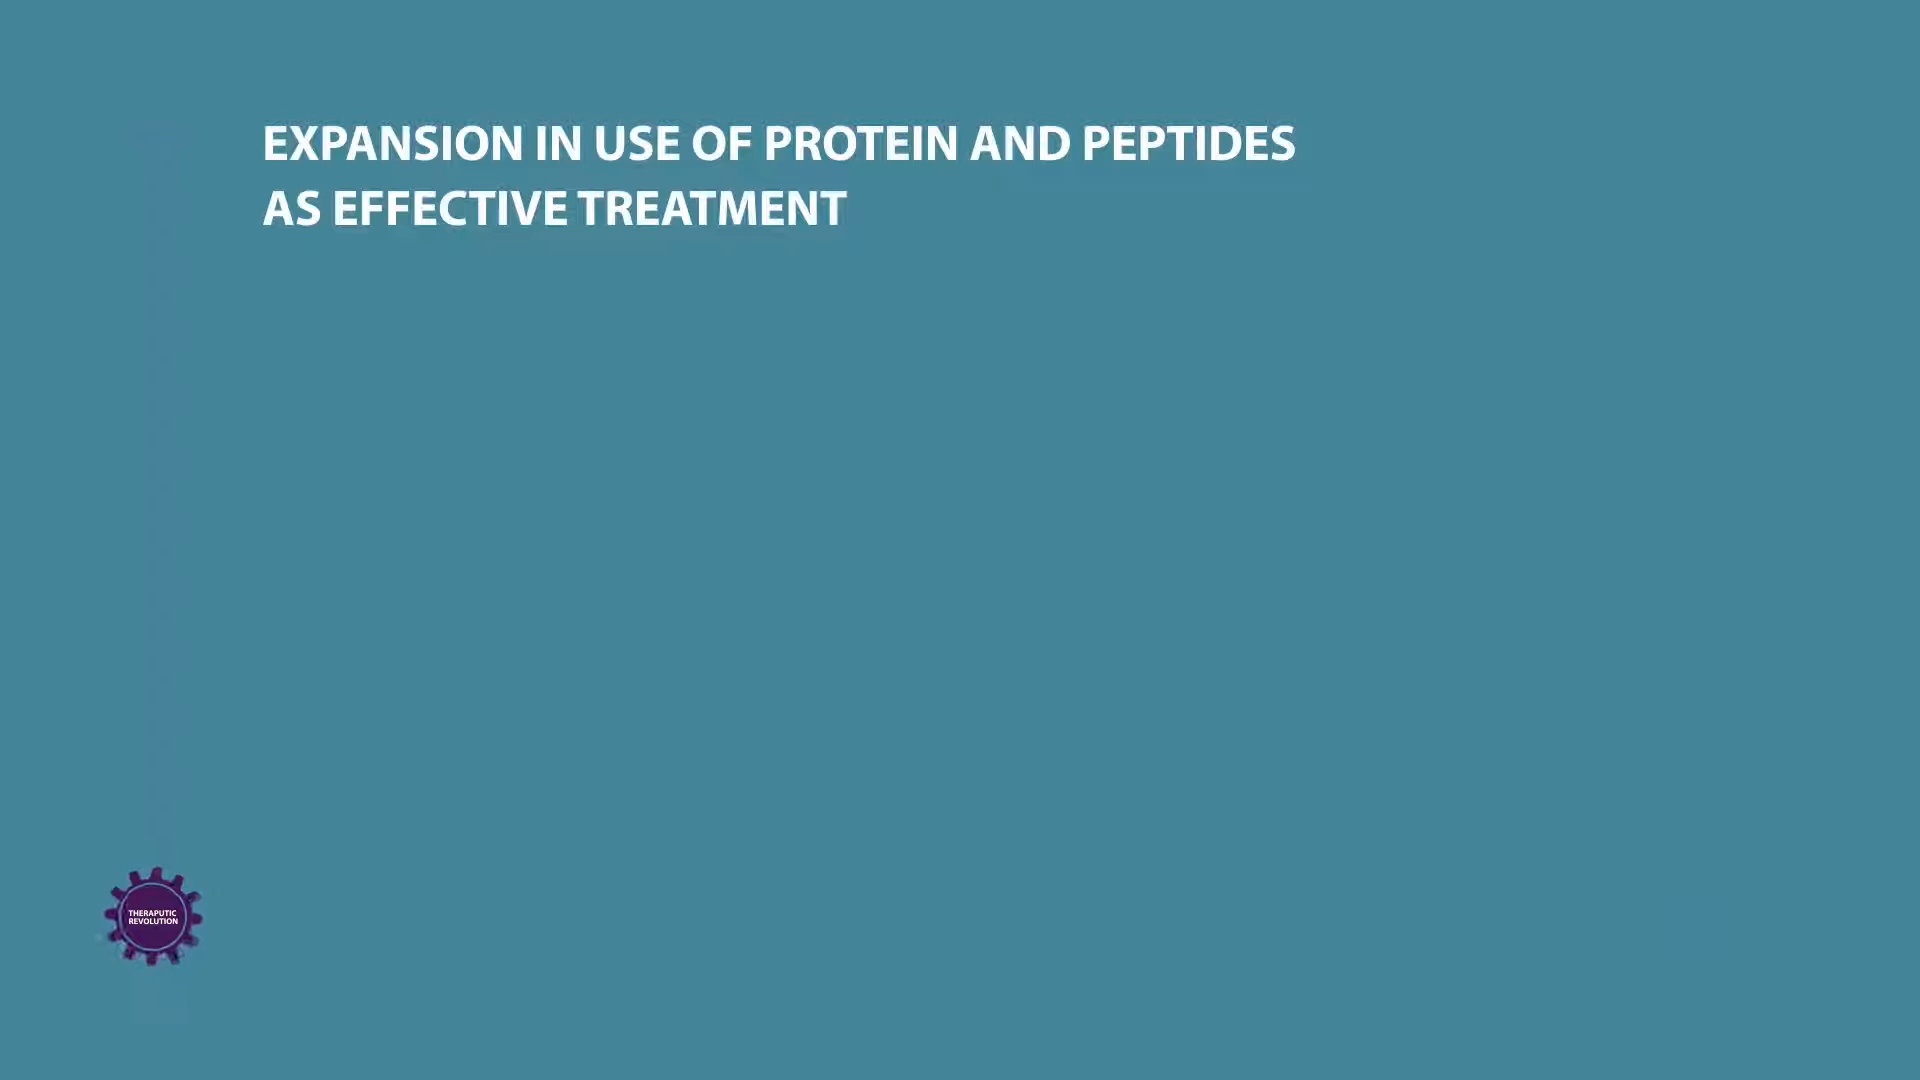 EXPANSION IN USE OF PROTEIN AND PEPTIDES
AS EFFECTIVE TREATMENT
THERAPUTIC
REVOLUTION